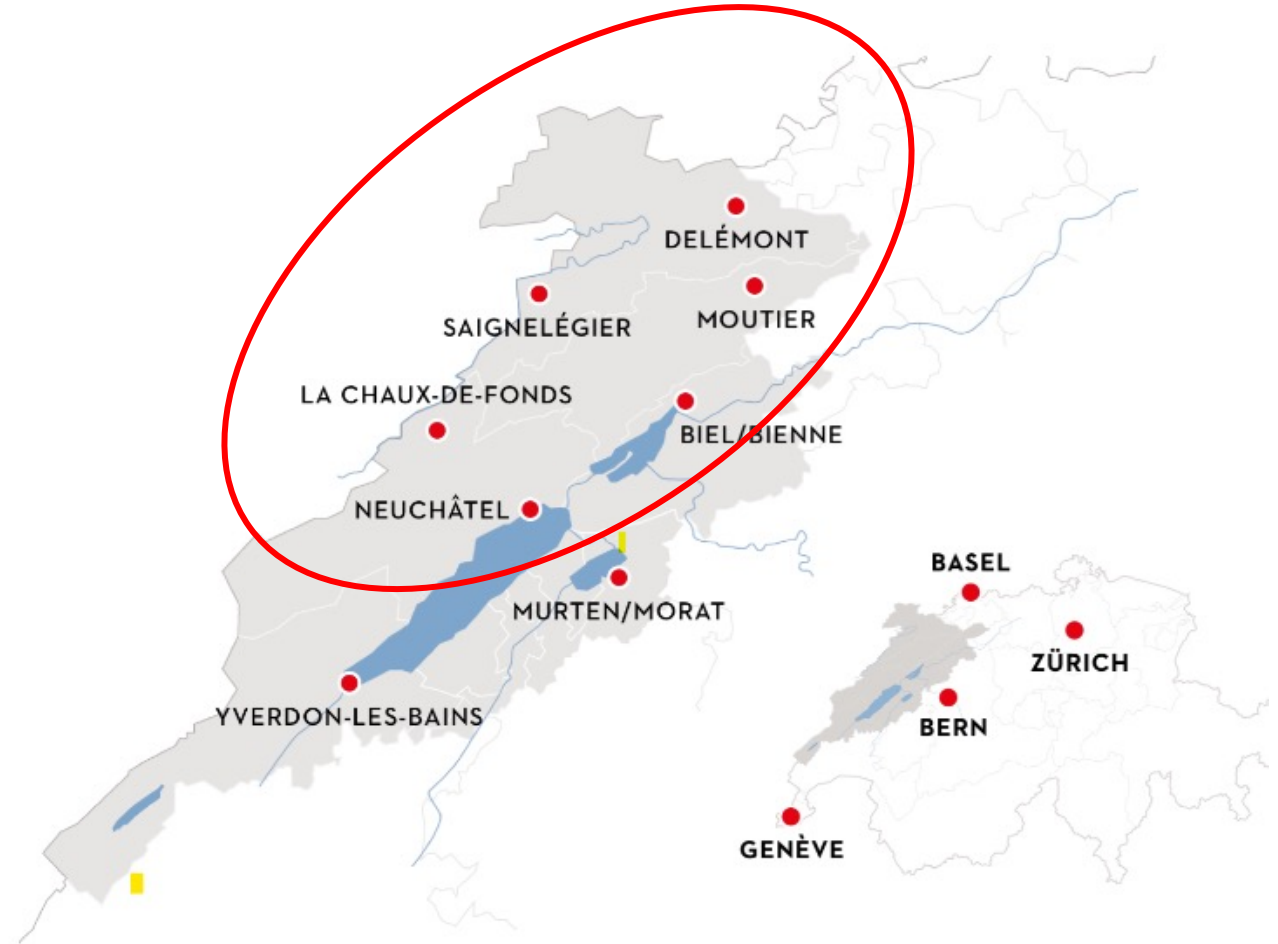 DELÉMONT
SAIGNELÉGIER
MOUTIER
LA CHAUX-DE-FONDS
BIEL/BIENNE
NEUCHÂTEL
MURTEN/MORAT
YVERDON-LES-BAINS
BASEL
ZÜRICH
BERN
GENÈVE